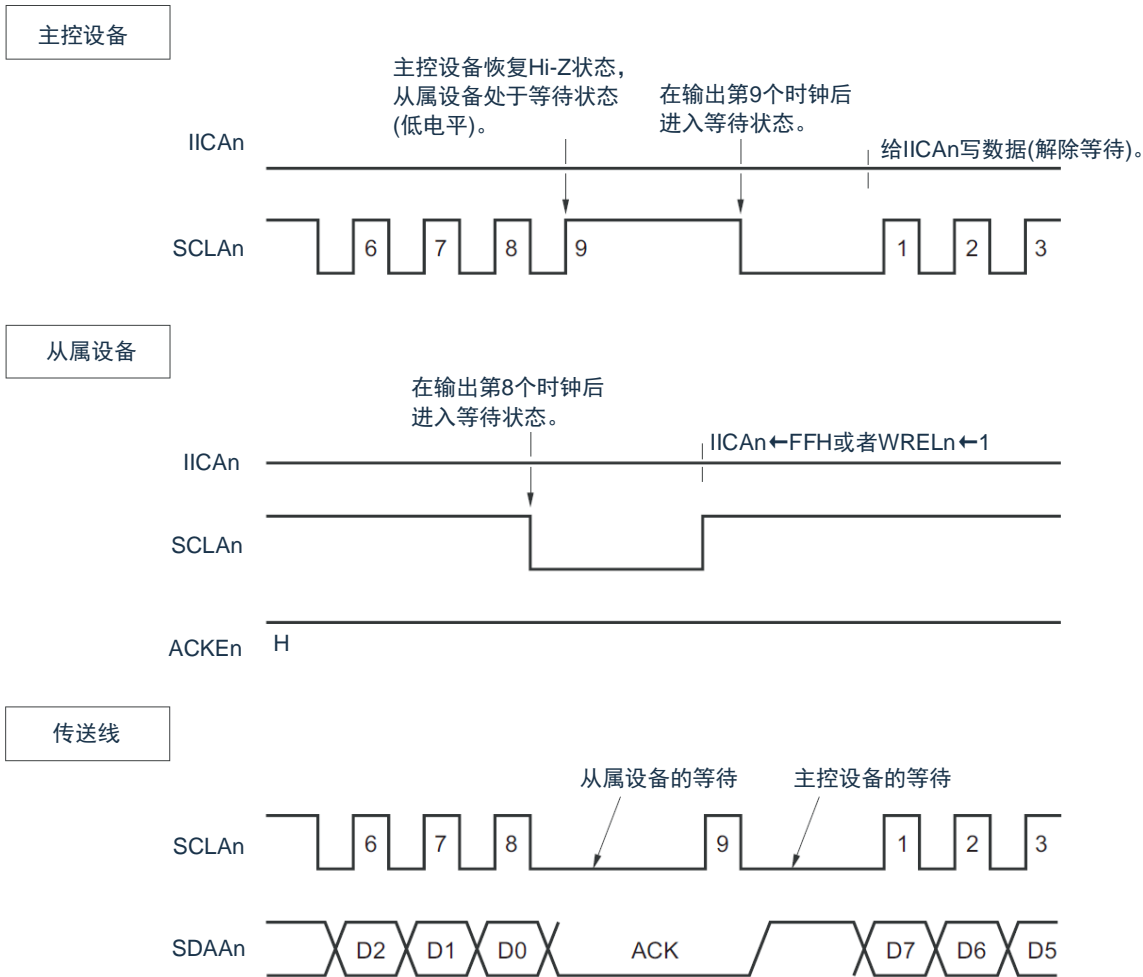 主控设备
主控设备恢复Hi-Z状态，
从属设备处于等待状态
(低电平)。
在输出第9个时钟后
进入等待状态。
IICAn
给IICAn写数据(解除等待)。
SCLAn 6 7 8 9 1 2 3
从属设备
在输出第8个时钟后
进入等待状态。
IICAn
IICAn←FFH或者WRELn←1
SCLAn
ACKEn H
传送线
从属设备的等待 主控设备的等待
SCLAn 6 7 8 9 1 2 3
SDAAn D2 D1 D0 ACK D7 D6 D5